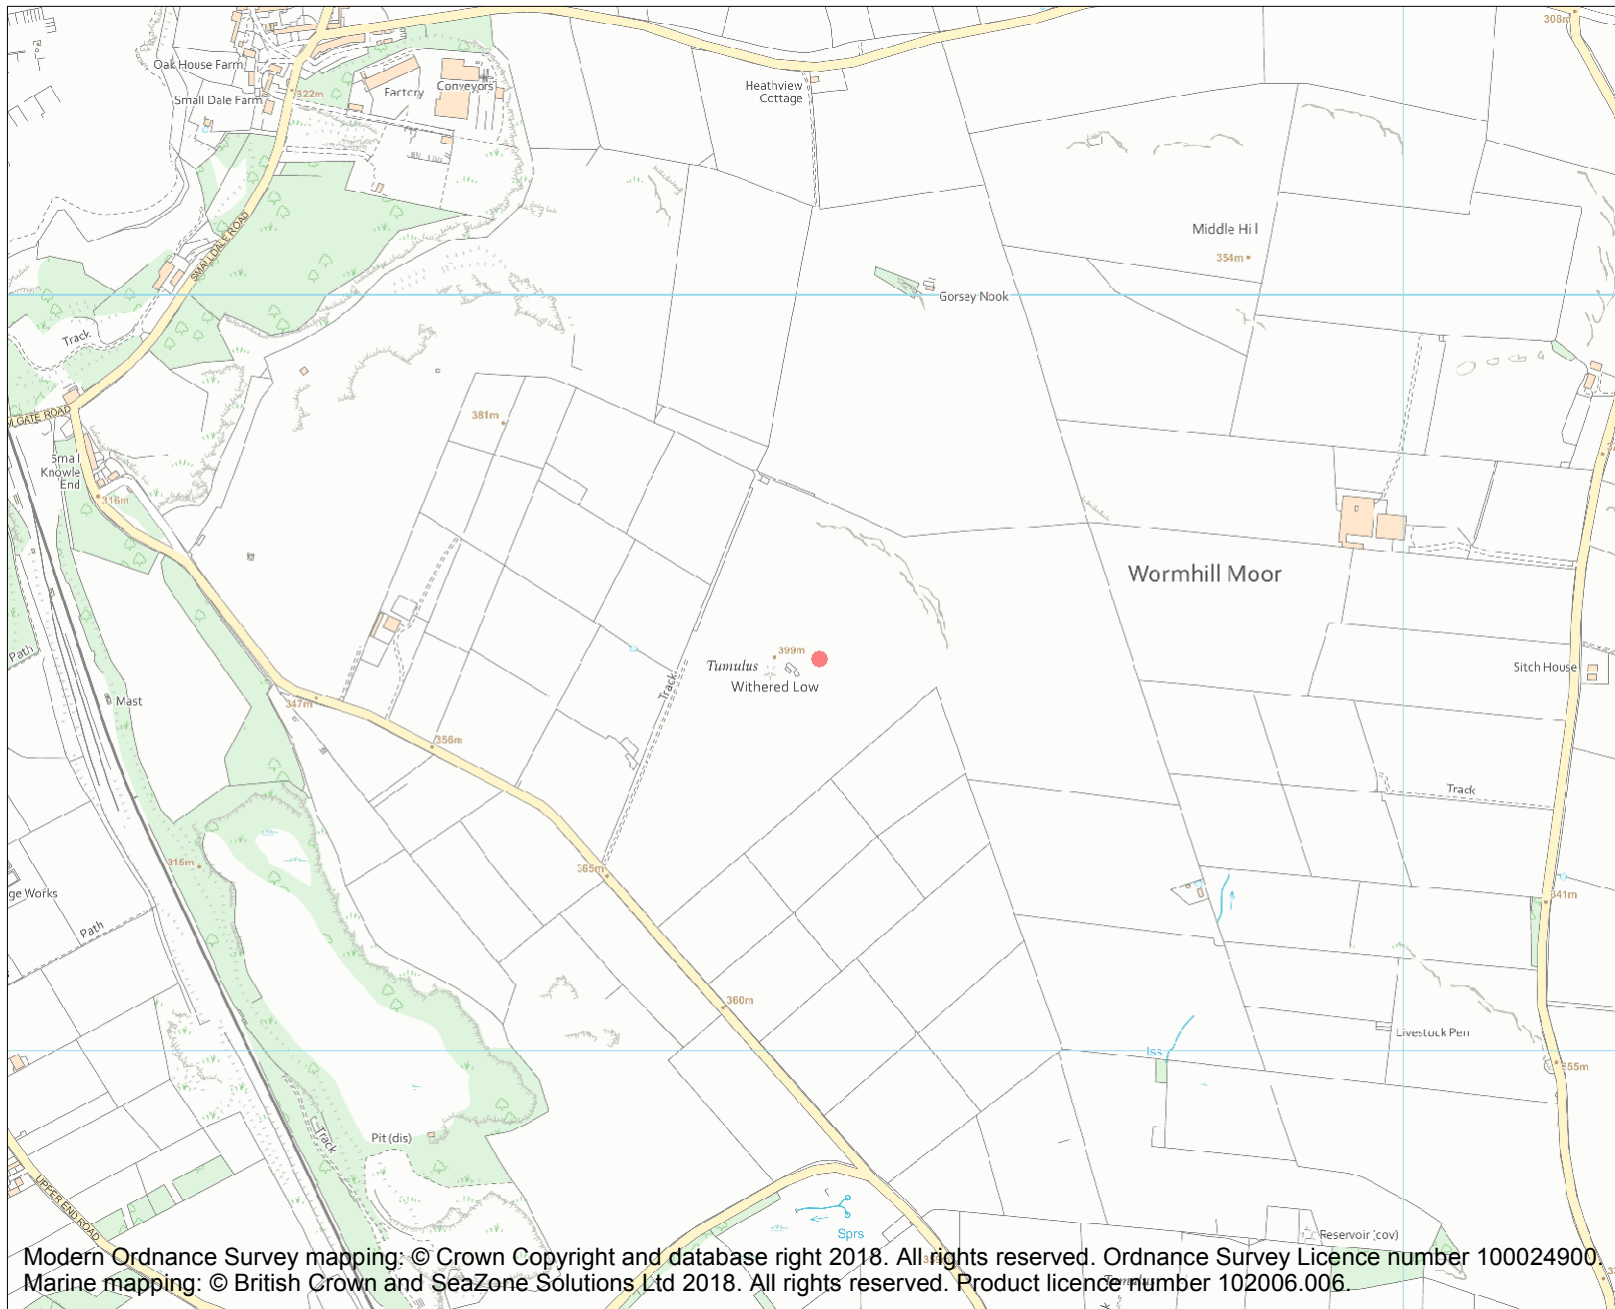 308m
Oak House Farm
Factory
Conveyors
Heathview
Cottage
Small Dale Farm
322m
SMALLDALE ROAD
Middle Hill
354m
Gorsey Nook
Track
GATE ROAD
381m
Small
Knowle
End
316m
Wormhill Moor
Path
399m
Tumulus
Withered Low
Track
Sitch House
Mast
347m
356m
Track
316m
365m
ge Works
341m
Path
360m
Livestock Pen
Iss
355m
Pit (dis)
Track
UPPER END ROAD
Sprs
Reservoir (cov)
Modern Ordnance Survey mapping: © Crown Copyright and database right 2018. All rights reserved. Ordnance Survey Licence number 100024900.
Marine mapping: © British Crown and SeaZone Solutions Ltd 2018. All rights reserved. Product licence number 102006.006.
Tumulus